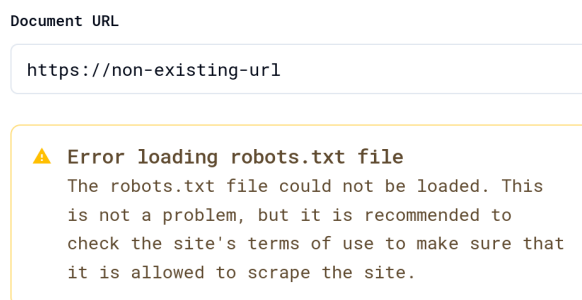 Document URL
https://non-existing-url
Error loading robots.txt file
The robots.txt file could not be loaded. This
is not a problem, but it is recommended to
check the site's terms of use to make sure that
it is allowed to scrape the site.